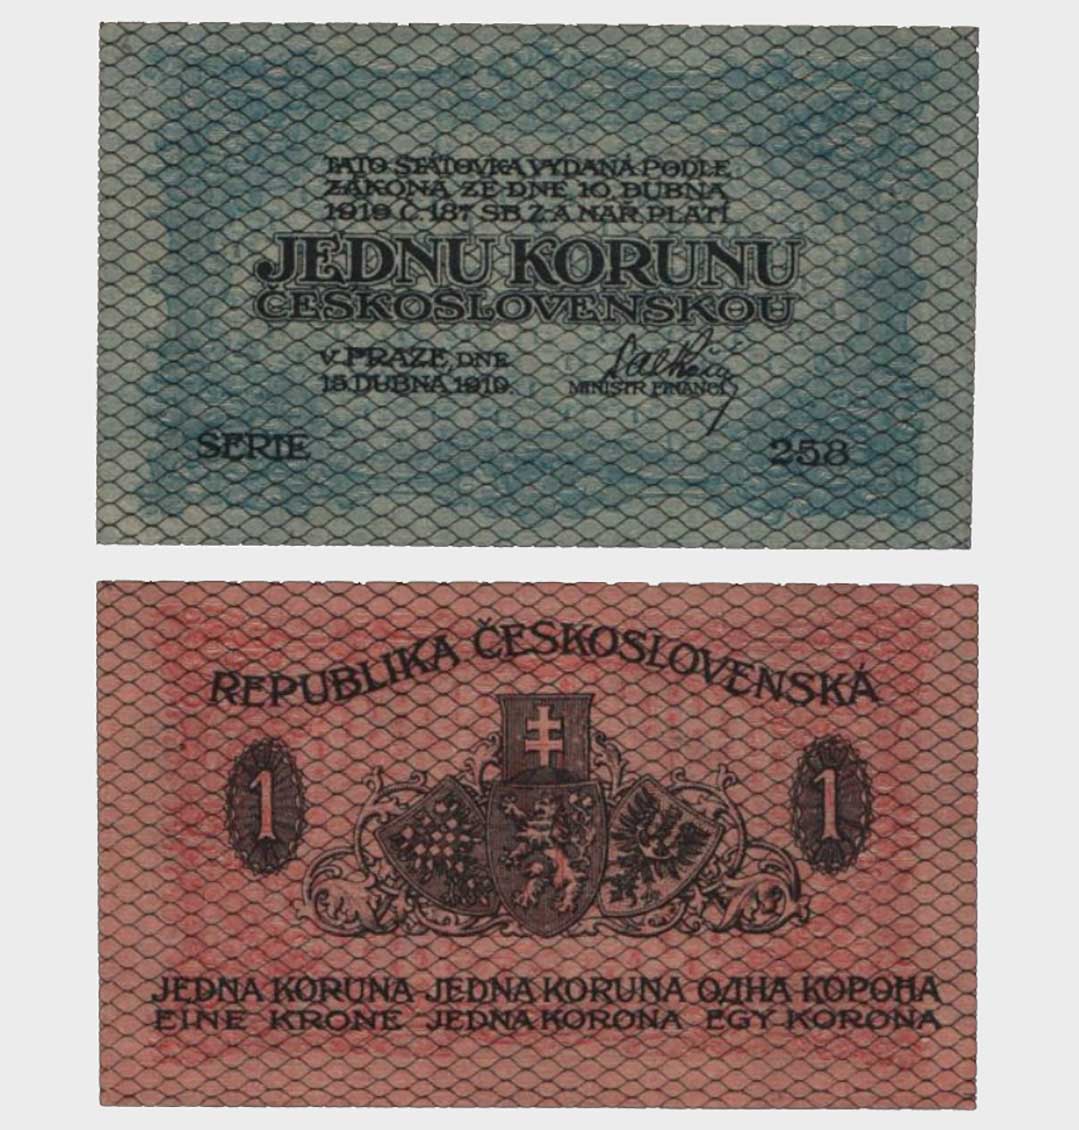 TATO STÁTOVKA VYDANÁ PODLE
ZÁKONA ZE DNE 10. DUBNA
1919 Č. 187 SB. Z. A NAŘ. PLATÍ
JEDNU KORUNU
ČESKOSLOVENSKOU
V PRAZE, DNE
15. DUBNA 1919.
MINISTR FINANCÍ
SERIE 258
REPUBLIKA ČESKOSLOVENSKÁ
1 1
JEDNA KORUNA JEDNA KORUNA ОДНА КОРОНА
EINE KRONE JEDNA KORONA EGY KORONA